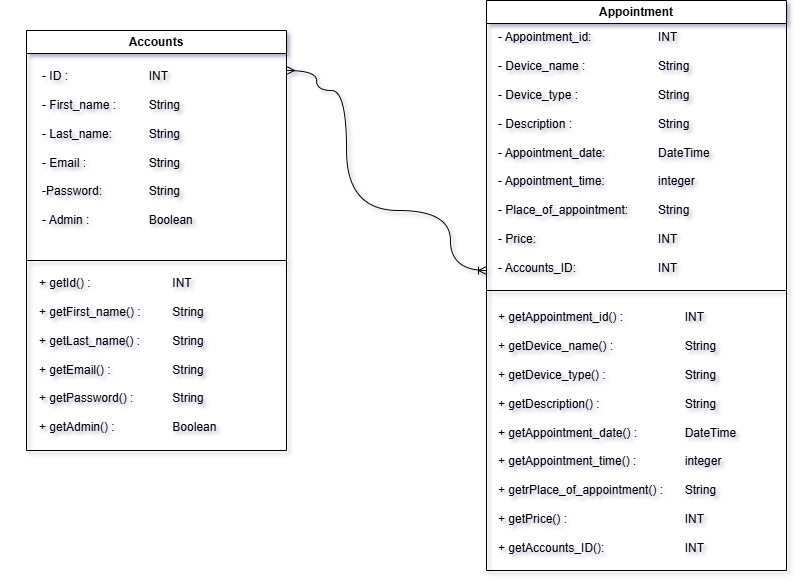 Accounts
- ID : INT
- First_name : String
- Last_name: String
- Email : String
-Password: String
- Admin : Boolean
+ getId() : INT
+ getFirst_name() : String
+ getLast_name() : String
+ getEmail() : String
+ getPassword() : String
+ getAdmin() : Boolean
Appointment
- Appointment_id: INT
- Device_name : String
- Device_type : String
- Description : String
- Appointment_date: DateTime
- Appointment_time: integer
- Place_of_appointment: String
- Price: INT
- Accounts_ID: INT
+ getAppointment_id() : INT
+ getDevice_name() : String
+ getDevice_type() : String
+ getDescription() : String
+ getAppointment_date() : DateTime
+ getAppointment_time() : integer
+ getrPlace_of_appointment() : String
+ getPrice() : INT
+ getAccounts_ID(): INT